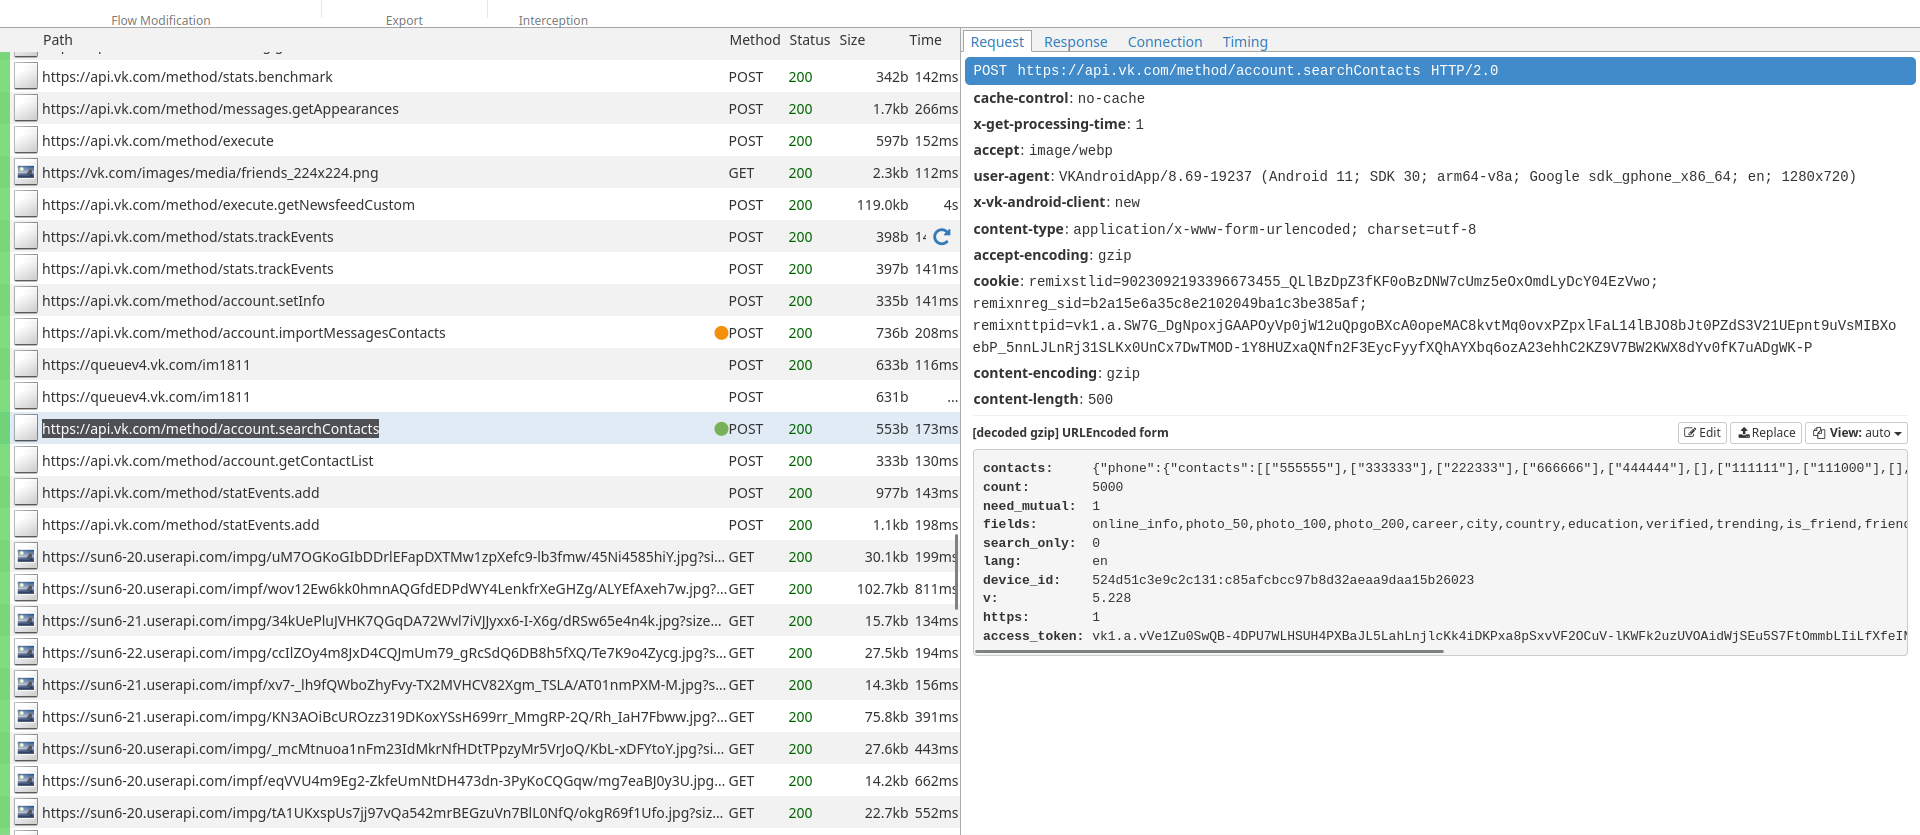 Flow Modification Export Interception
Path Method Status Size Time
https://api.vk.com/method/stats.benchmark POST 200 342b 142ms
https://api.vk.com/method/messages.getAppearances POST 200 1.7kb 266ms
https://api.vk.com/method/execute POST 200 597b 152ms
https://vk.com/images/media/friends_224x224.png GET 200 2.3kb 112ms
https://api.vk.com/method/execute.getNewsfeedCustom POST 200 119.0kb 4s
https://api.vk.com/method/stats.trackEvents POST 200 398b
https://api.vk.com/method/stats.trackEvents POST 200 397b 141ms
https://api.vk.com/method/account.setInfo POST 200 335b 141ms
https://api.vk.com/method/account.importMessagesContacts POST 200 736b 208ms
https://queuev4.vk.com/im1811 POST 200 633b 116ms
https://queuev4.vk.com/im1811 POST 631b ...
https://api.vk.com/method/account.searchContacts POST 200 553b 173ms
https://api.vk.com/method/account.getContactList POST 200 333b 130ms
https://api.vk.com/method/statEvents.add POST 200 977b 143ms
https://api.vk.com/method/statEvents.add POST 200 1.1kb 198ms
https://sun6-20.userapi.com/impg/uM7OGKoGIbDDrlEFapDXTMw1zpXefc9-lb3fmw/45Ni4585hiY.jpg?si... GET 200 30.1kb 199ms
https://sun6-20.userapi.com/impf/wov12Ew6kk0hmnAQGfdEDPdWY4LenkfrXeGHZg/ALYEfAxeh7w.jpg?... GET 200 102.7kb 811ms
https://sun6-21.userapi.com/impg/34kUePluJVHK7QGqDA72Wvl7iVJJyxx6-I-X6g/dRSw65e4n4k.jpg?size... GET 200 15.7kb 134ms
https://sun6-22.userapi.com/impg/ccIlZOy4m8JxD4CQJmUm79_gRcSdQ6DB8h5fXQ/Te7K9o4Zycg.jpg?s... GET 200 27.5kb 194ms
https://sun6-21.userapi.com/impf/xv7-_lh9fQWboZhyFvy-TX2MVHCV82Xgm_TSLA/AT01nmPXM-M.jpg?s... GET 200 14.3kb 156ms
https://sun6-21.userapi.com/impg/KN3AOiBcUROzz319DKoxYSsH699rr_MmgRP-2Q/Rh_IaH7Fbww.jpg?... GET 200 75.8kb 391ms
https://sun6-20.userapi.com/impg/_mcMtnuoa1nFm23IdMkrNfHDtTPpzyMr5VrJoQ/KbL-xDFYtoY.jpg?si... GET 200 27.6kb 443ms
https://sun6-20.userapi.com/impf/eqVVU4m9Eg2-ZkfeUmNtDH473dn-3PyKoCQGqw/mg7eaBJ0y3U.jpg... GET 200 14.2kb 662ms
https://sun6-20.userapi.com/impg/tA1UKxspUs7jj97vQa542mrBEGzuVn7BlL0NfQ/okgR69f1Ufo.jpg?siz... GET 200 22.7kb 552ms
Request Response Connection Timing
POST https://api.vk.com/method/account.searchContacts HTTP/2.0
cache-control: no-cache
x-get-processing-time: 1
accept: image/webp
user-agent: VKAndroidApp/8.69-19237 (Android 11; SDK 30; arm64-v8a; Google sdk_gphone_x86_64; en; 1280x720)
x-vk-android-client: new
content-type: application/x-www-form-urlencoded; charset=utf-8
accept-encoding: gzip
cookie: remixstlid=9023092193396673455_QLlBzDpZ3fKF0oBzDNW7cUmz5eOxOmdLyDcY04EzVwo;
remixnreg_sid=b2a15e6a35c8e2102049ba1c3be385af;
remixnttpid=vk1.a.SW7G_DgNpoxjGAAPOyVp0jW12uQpgoBXcA0opeMAC8kvtMq0ovxPZpxlFaL14lBJO8bJt0PZdS3V21UEpnt9uVsMIBXo
ebP_5nnLJLnRj31SLKx0UnCx7DwTMOD-1Y8HUZxaQNfn2F3EycFyyfXQhAYXbq6ozA23ehhC2KZ9V7BW2KWX8dYv0fK7uADgWK-P
content-encoding: gzip
content-length: 500
[decoded gzip] URLEncoded form Edit Replace View: auto
contacts: {"phone":{"contacts":[["555555"],["333333"],["222333"],["666666"],["444444"],[],["111111"],["111000"],[],
count: 5000
need_mutual: 1
fields: online_info,photo_50,photo_100,photo_200,career,city,country,education,verified,trending,is_friend,friend
search_only: 0
lang: en
device_id: 524d51c3e9c2c131:c85afcbcc97b8d32aeaa9daa15b26023
v: 5.228
https: 1
access_token: vk1.a.vVe1Zu0SwQB-4DPU7WLHSUH4PXBaJL5LahLnjlcKk4iDKPxa8pSxvVF2OCuV-lKWFk2uzUVOAidWjSEu5S7FtOmmbLIiLfXfeI